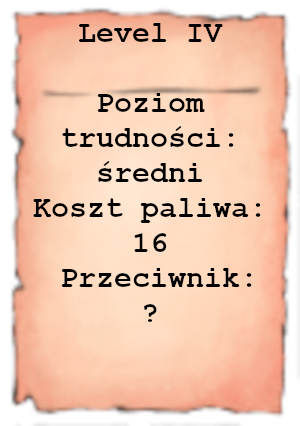 Level IV
Poziom
trudności:
średni
Koszt paliwa:
16
Przeciwnik:
?